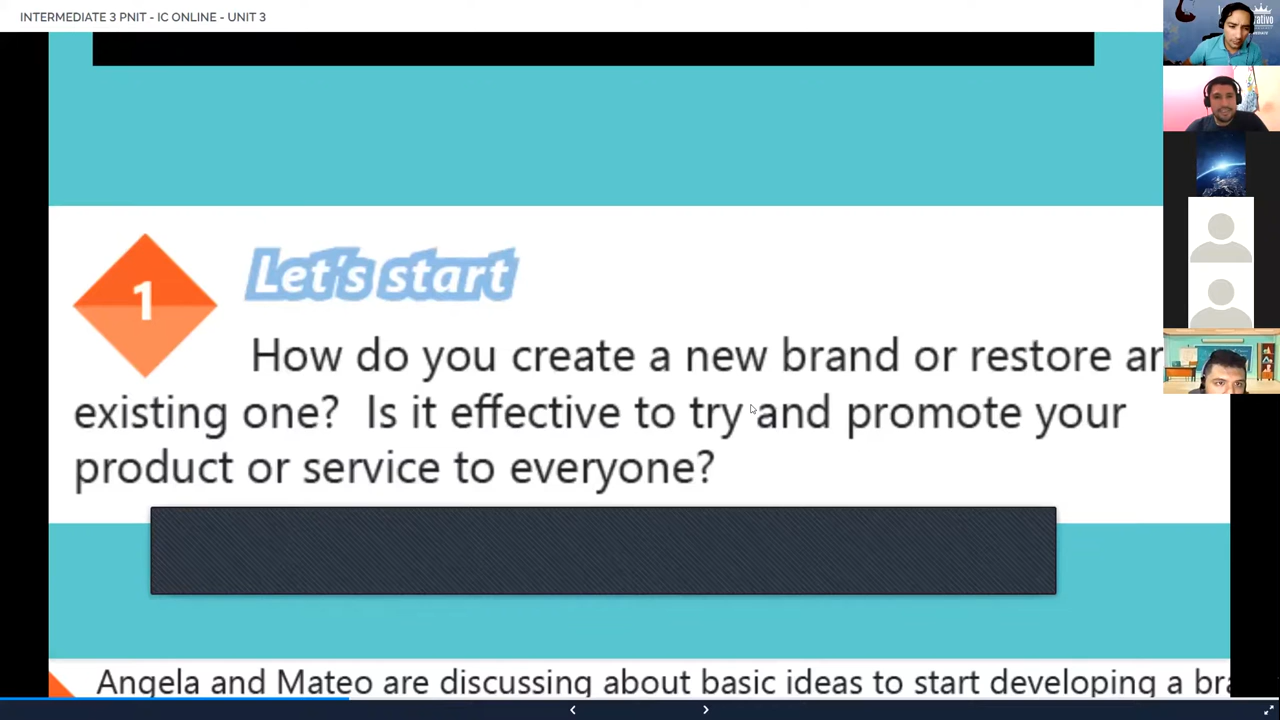 INTERMEDIATE 3 PNIT - IC ONLINE - UNIT 3
1
Let's start
How do you create a new brand or restore
existing one? Is it effective to try and promote your
product or service to everyone?
Angela and Mateo are discussing about basic ideas to start developing a